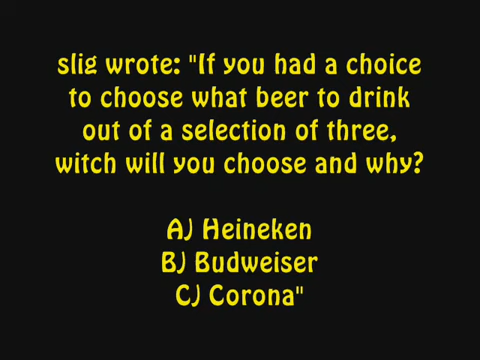 slig wrote: "If you had a choice
to choose what beer to drink
out of a selection of three,
witch will you choose and why?
A) Heineken
B) Budweiser
C) Corona"